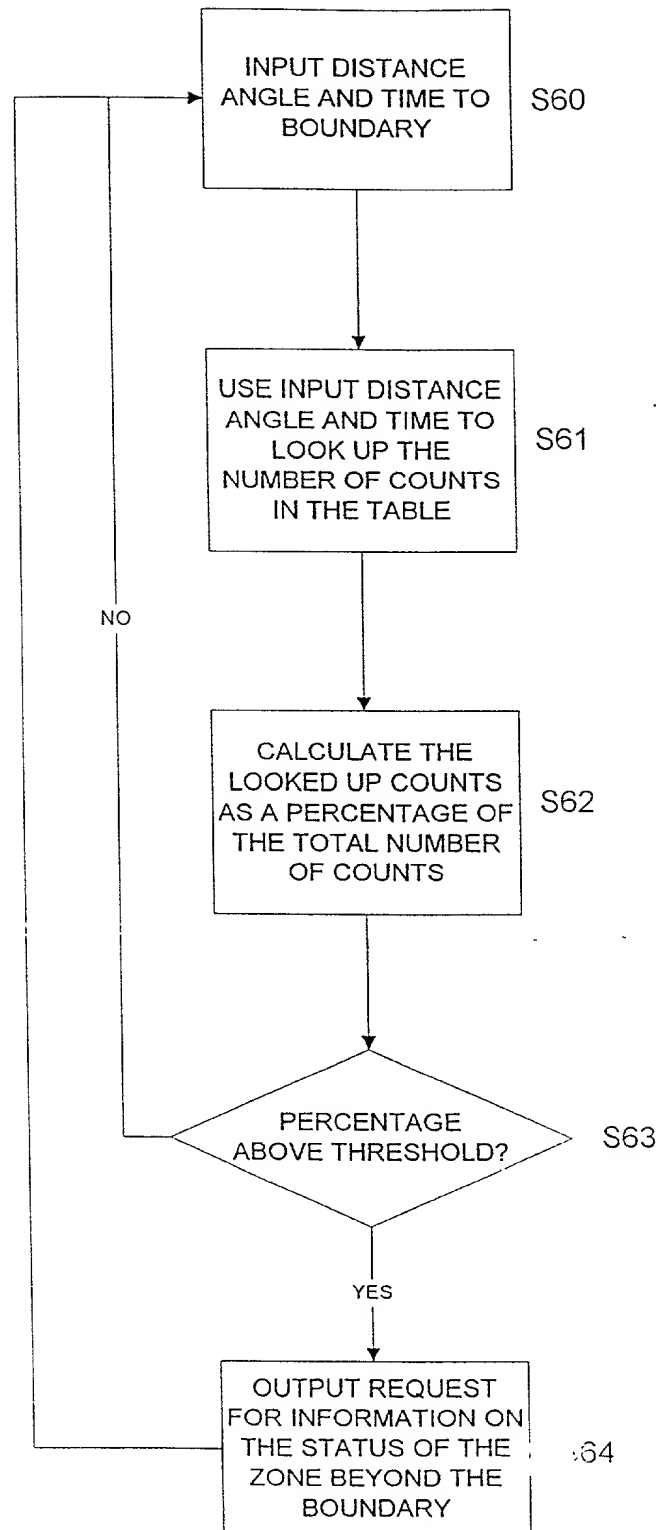 INPUT DISTANCE
ANGLE AND TIME TO
BOUNDARY
S60
USE INPUT DISTANCE
ANGLE AND TIME TO
LOOK UP THE
NUMBER OF COUNTS
IN THE TABLE
S61
NO
CALCULATE THE
LOOKED UP COUNTS
AS A PERCENTAGE OF
THE TOTAL NUMBER
OF COUNTS
S62
PERCENTAGE
ABOVE THRESHOLD?
S63
YES
OUTPUT REQUEST
FOR INFORMATION ON
THE STATUS OF THE
ZONE BEYOND THE
BOUNDARY
64